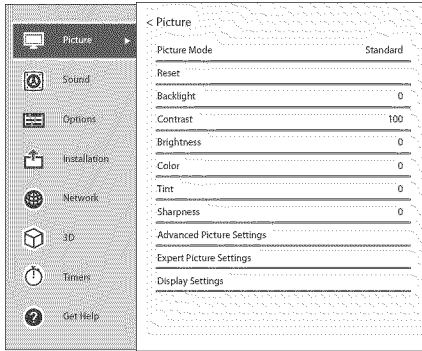 Picture
Sound
Options
Installation
Network
3D
Timers
Get Help
< Picture
Picture Mode Standard
Reset
Backlight 0
Contrast 100
Brightness 0
Color 0
Tint 0
Sharpness 0
Advanced Picture Settings
Expert Picture Settings
Display Settings